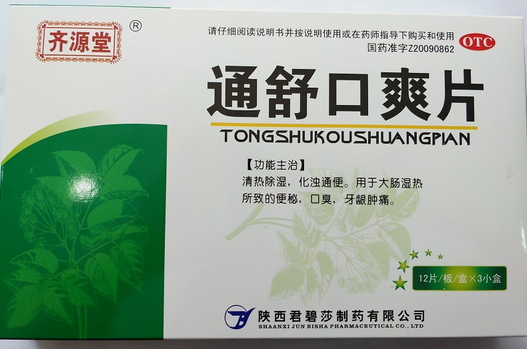 齐源堂®
请仔细阅读说明书并按说明使用或在药师指导下购买和使用
国药准字Z20090862
OTC
通舒口爽片
TONGSHUKOUSHUANGPIAN
【功能主治】
清热除湿，化浊通便。用于大肠湿热
所致的便秘，口臭，牙龈肿痛。
12片/板/盒×3小盒
陕西君碧莎制药有限公司
SHAANXI JUN BISHA PHARMACEUTICAL CO., LTD